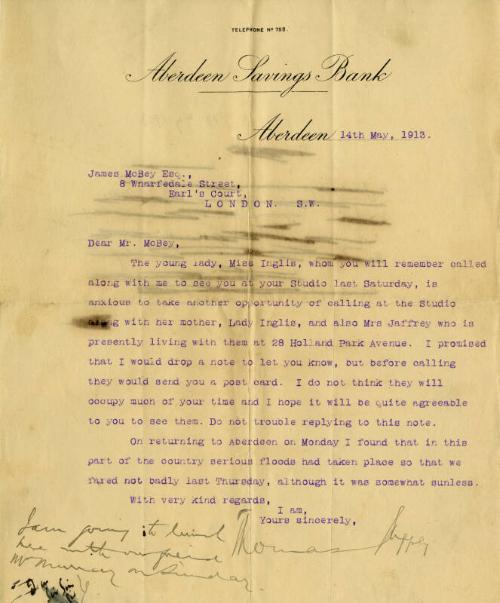 TELEPHONE Nº 753.
Aberdeen Savings Bank
Aberdeen 14th May, 1913.
James McBey Esq.,
8 Wharfedale Street,
Earl's Court,
LONDON. S.W.
Dear Mr. McBey,
The young lady, Miss Inglis, whom you will remember called
along with me to see you at your Studio last Saturday, is
anxious to take another opportunity of calling at the Studio
along with her mother, Lady Inglis, and also Mrs Jaffrey who is
presently living with them at 28 Holland Park Avenue. I promised
that I would drop a note to let you know, but before calling
they would send you a post card. I do not think they will
occupy much of your time and I hope it will be quite agreeable
to you to see them. Do not trouble replying to this note.
On returning to Aberdeen on Monday I found that in this
part of the country serious floods had taken place so that we
fared not badly last Thursday, although it was somewhat sunless.
With very kind regards,
I am,
Yours sincerely,
Thomas Jaffrey
I am going to lunch
here with our friend
Mr Murray on Sunday.